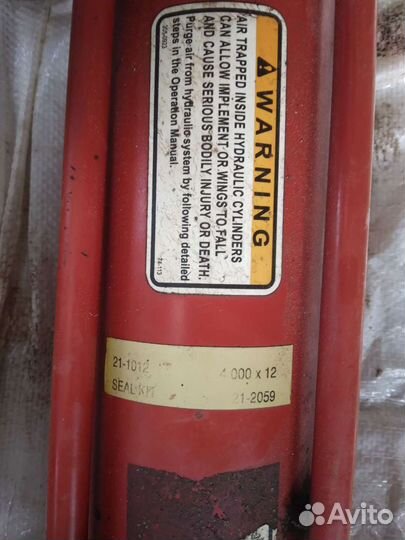 WARNING
AIR TRAPPED INSIDE HYDRAULIC CYLINDERS
CAN ALLOW IMPLEMENT OR WINGS TO FALL
AND CAUSE SERIOUS BODILY INJURY OR DEATH.
Purge air from hydraulic system by following detailed
steps in the Operation Manual.
74-113
21-1012 4.000 x 12
SEAL KIT 21-2059
Avito